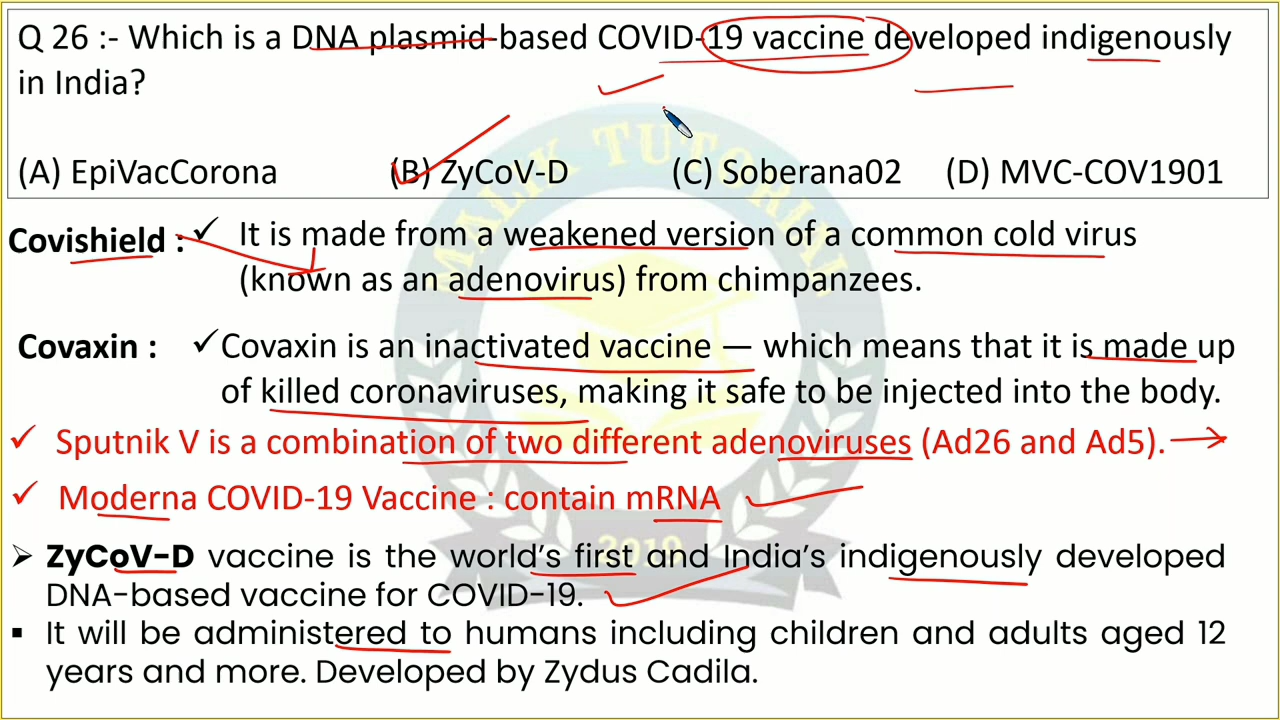 Q 26 :- Which is a DNA plasmid-based COVID-19 vaccine developed indigenously
in India?
(A) EpiVacCorona (B) ZyCoV-D (C) Soberana02 (D) MVC-COV1901
Covishield : ✓ It is made from a weakened version of a common cold virus
(known as an adenovirus) from chimpanzees.
Covaxin : ✓ Covaxin is an inactivated vaccine — which means that it is made up
of killed coronaviruses, making it safe to be injected into the body.
✓ Sputnik V is a combination of two different adenoviruses (Ad26 and Ad5).
✓ Moderna COVID-19 Vaccine : contain mRNA
➢ ZyCoV-D vaccine is the world's first and India's indigenously developed
DNA-based vaccine for COVID-19.
▪ It will be administered to humans including children and adults aged 12
years and more. Developed by Zydus Cadila.
MALIK TUTORIAL
2019